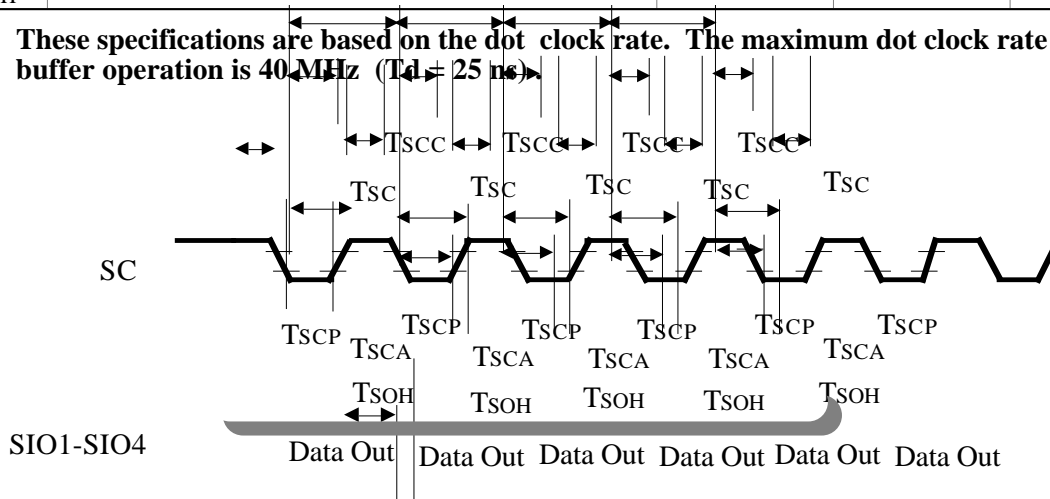 These specifications are based on the dot clock rate. The maximum dot clock rate
buffer operation is 40 MHz (Td = 25 ns).
TSCC TSCC TSCC TSCC
TSC TSC TSC TSC TSC
SC
TSCP TSCP TSCP TSCP TSCP TSCP
TSCA TSCA TSCA TSCA TSCA
TSOH TSOH TSOH TSOH TSOH
SIO1-SIO4
Data Out Data Out Data Out Data Out Data Out Data Out